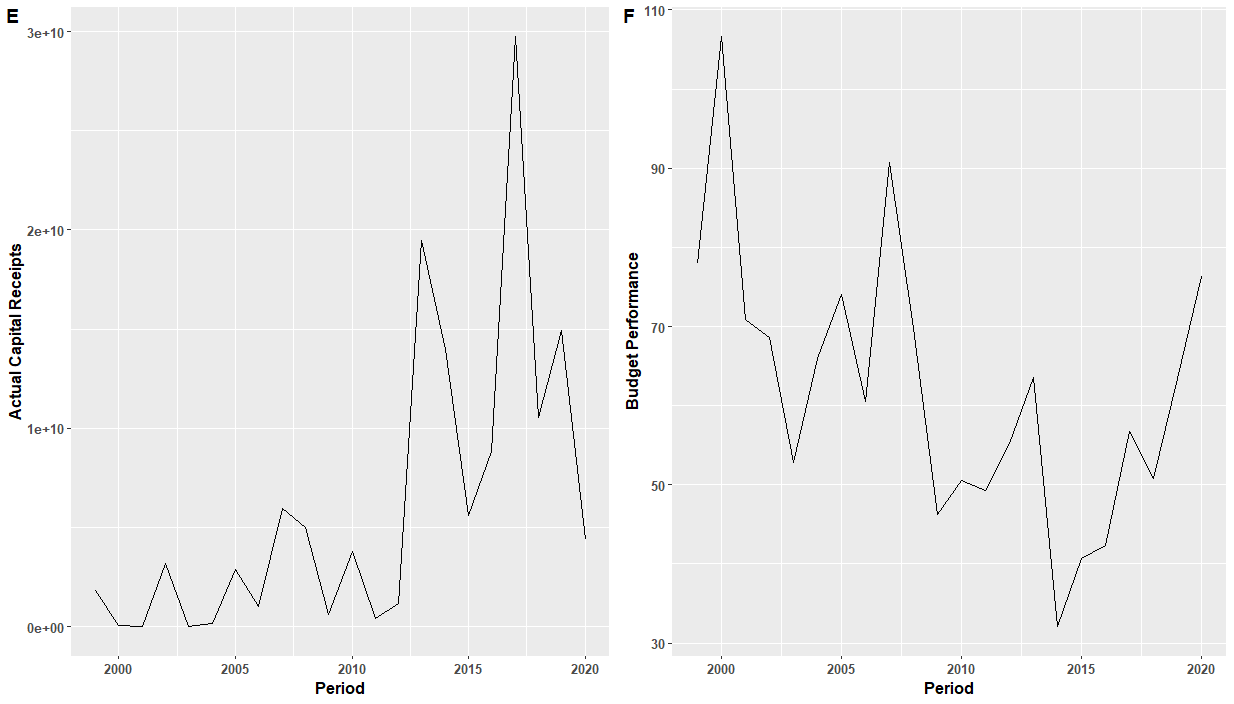 E
3e+10
2e+10
1e+10
0e+00
Actual Capital Receipts
2000 2005 2010 2015 2020
Period
F
110
90
70
50
30
Budget Performance
2000 2005 2010 2015 2020
Period